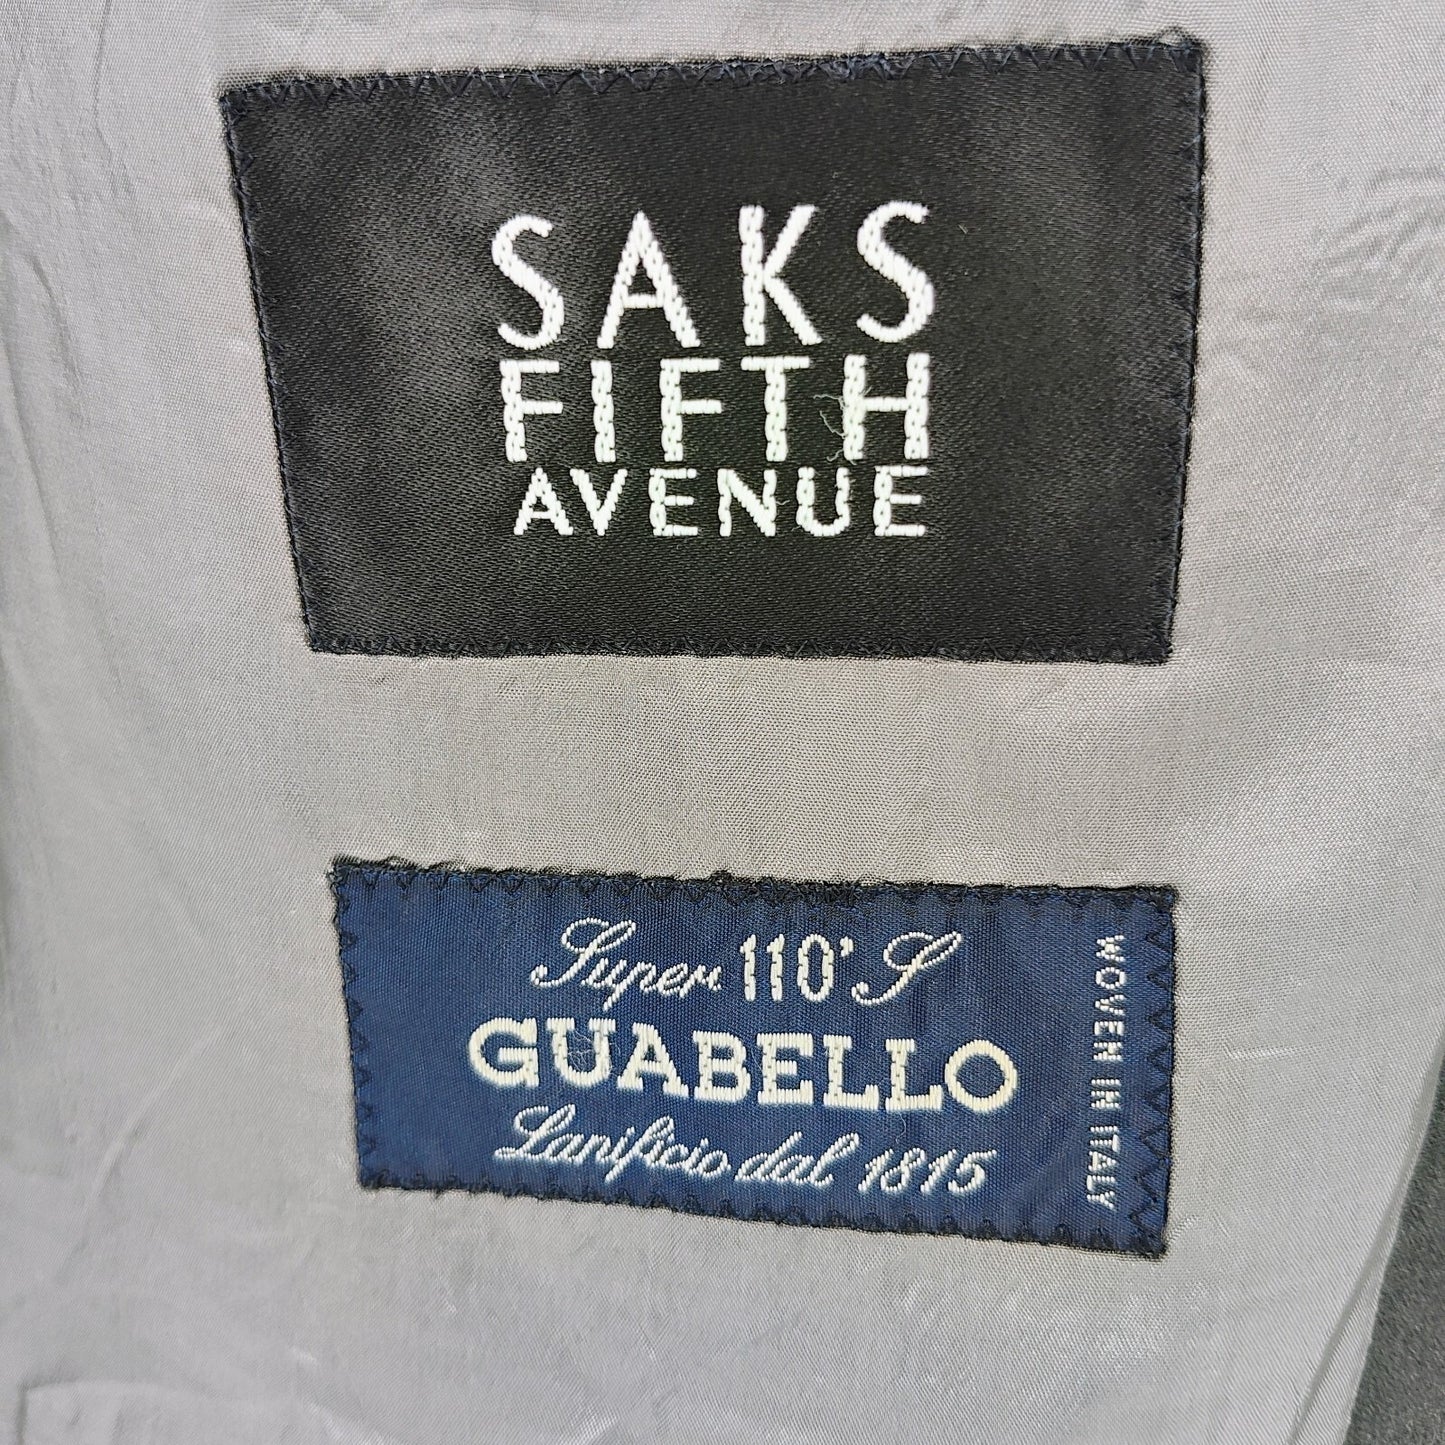 SAKS
FIFTH
AVENUE
Super 110'S
GUABELLO
Lanificio dal 1815
WOVEN IN ITALY